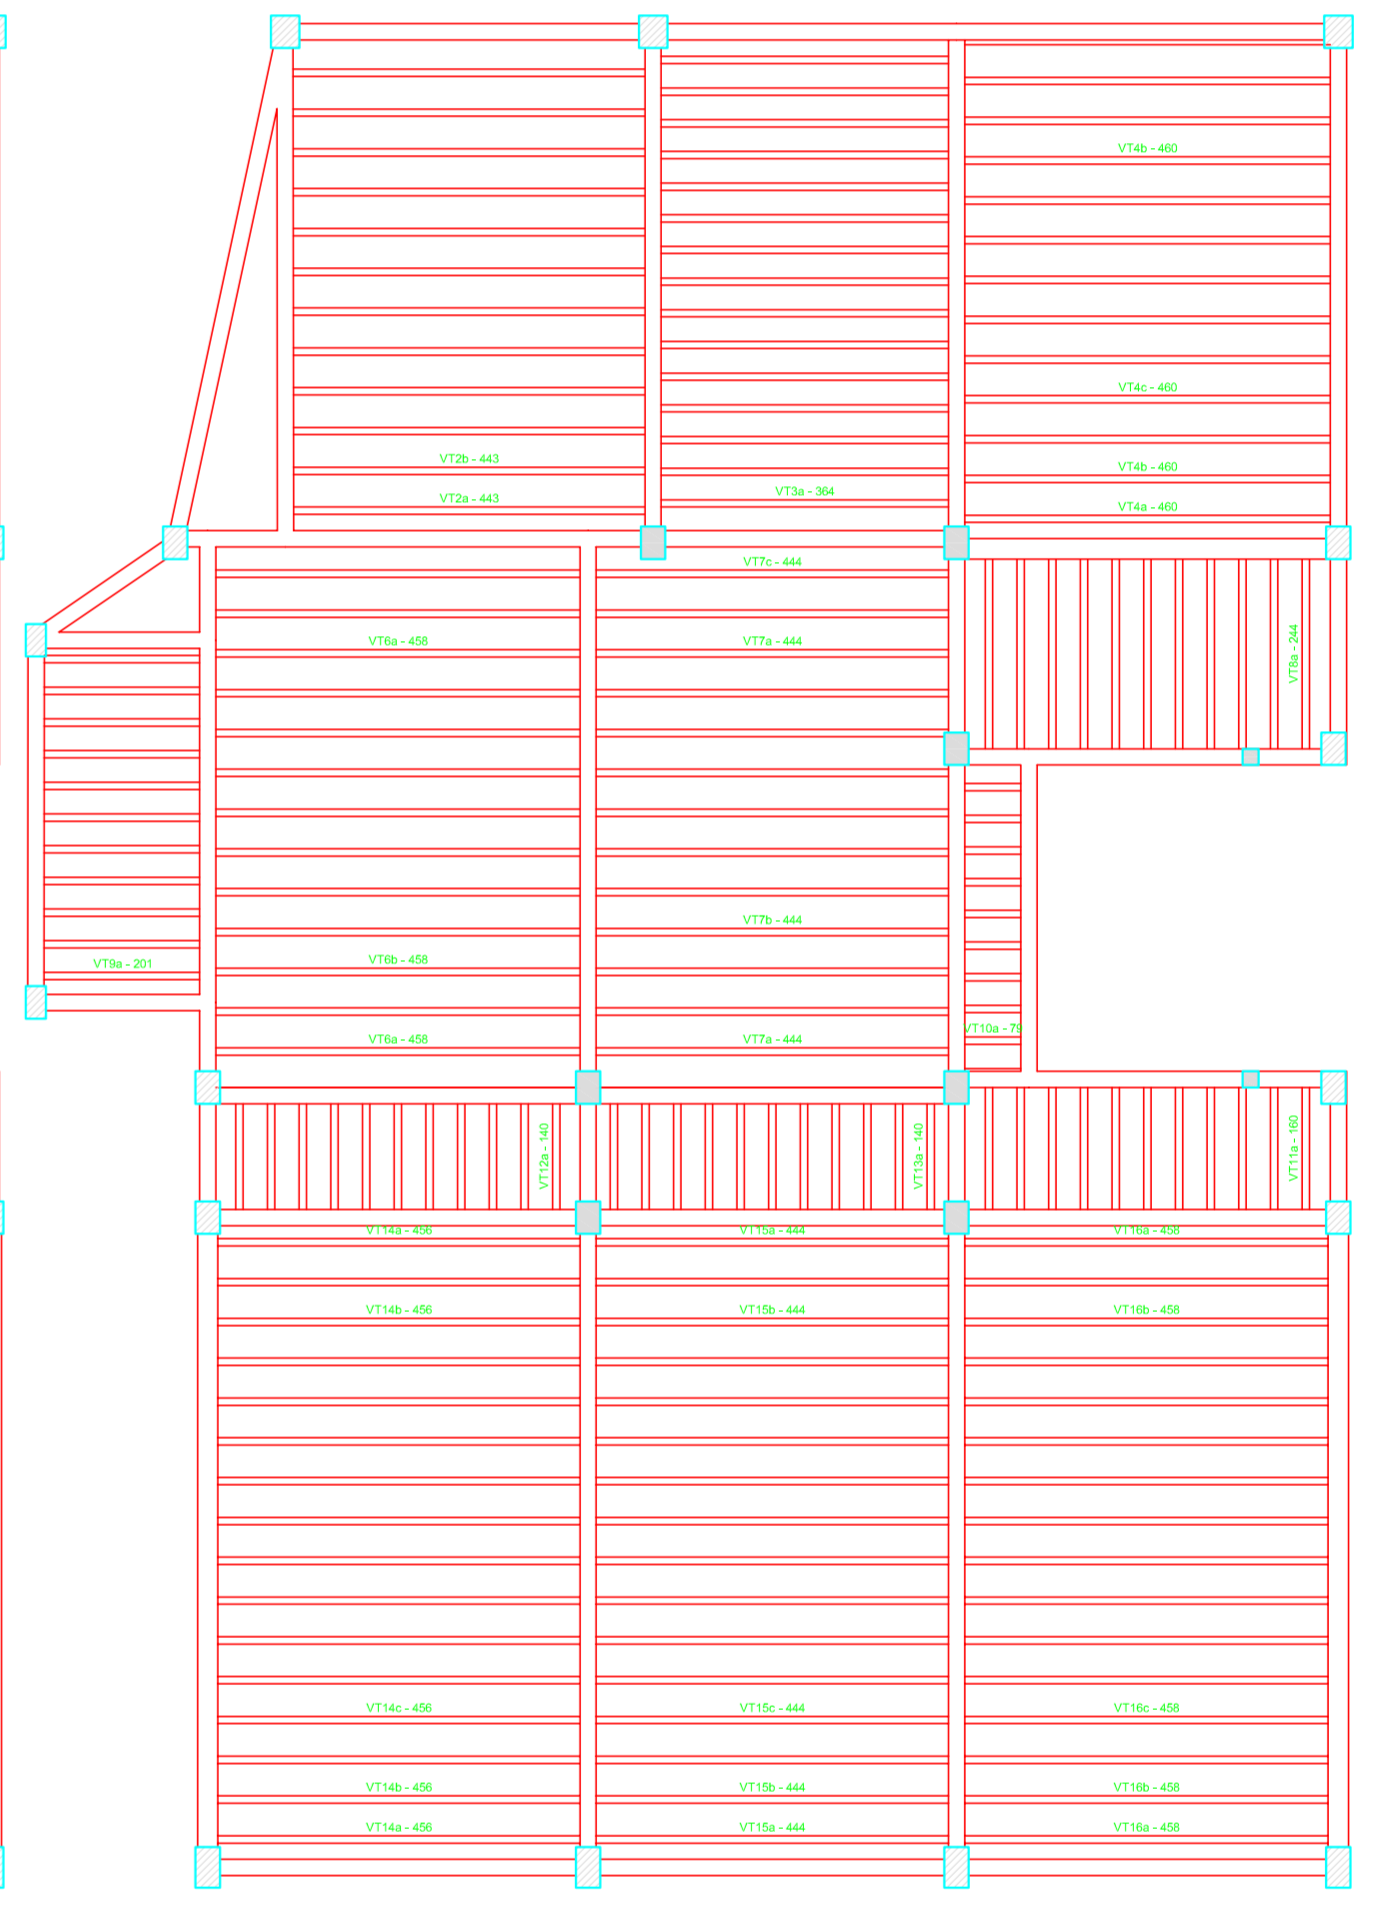 VT4b - 460
VT4c - 460
VT2b - 443
VT4b - 460
VT3a - 364
VT2a - 443
VT4a - 460
VT7c - 444
VT6a - 458
VT7a - 444
VT8a - 244
VT7b - 444
VT6b - 458
VT9a - 201
VT10a - 79
VT6a - 458
VT7a - 444
VT12a - 140
VT13a - 140
VT11a - 160
VT14a - 456
VT15a - 444
VT16a - 458
VT14b - 456
VT15b - 444
VT16b - 458
VT14c - 456
VT15c - 444
VT16c - 458
VT14b - 456
VT15b - 444
VT16b - 458
VT14a - 456
VT15a - 444
VT16a - 458